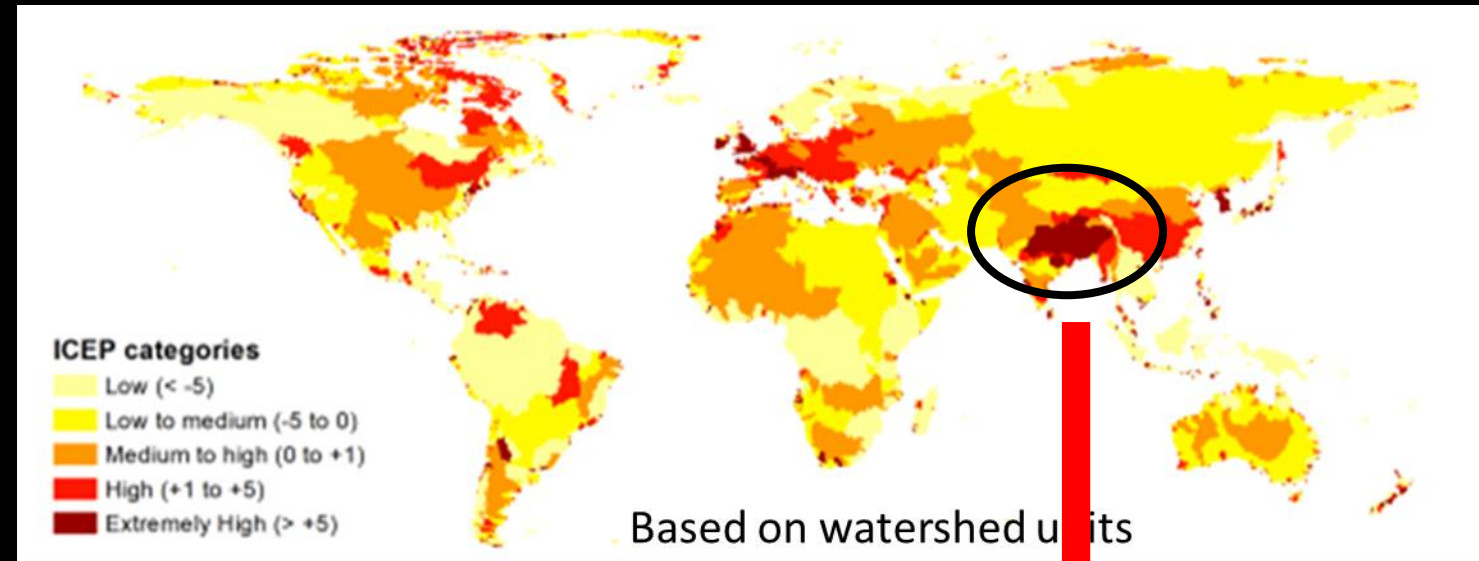 ICEP categories
Low (< -5)
Low to medium (-5 to 0)
Medium to high (0 to +1)
High (+1 to +5)
Extremely High (> +5)
Based on watershed u its